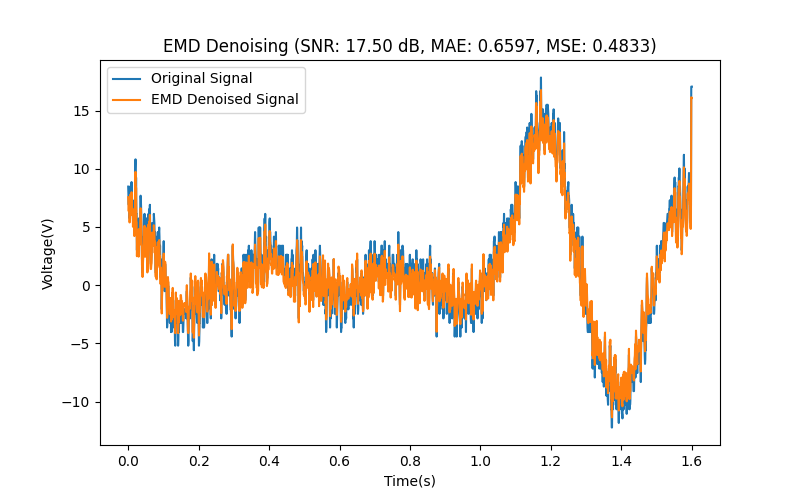 EMD Denoising (SNR: 17.50 dB, MAE: 0.6597, MSE: 0.4833)
Original Signal
EMD Denoised Signal
15
10
5
0
−5
−10
Voltage(V)
0.0 0.2 0.4 0.6 0.8 1.0 1.2 1.4 1.6
Time(s)